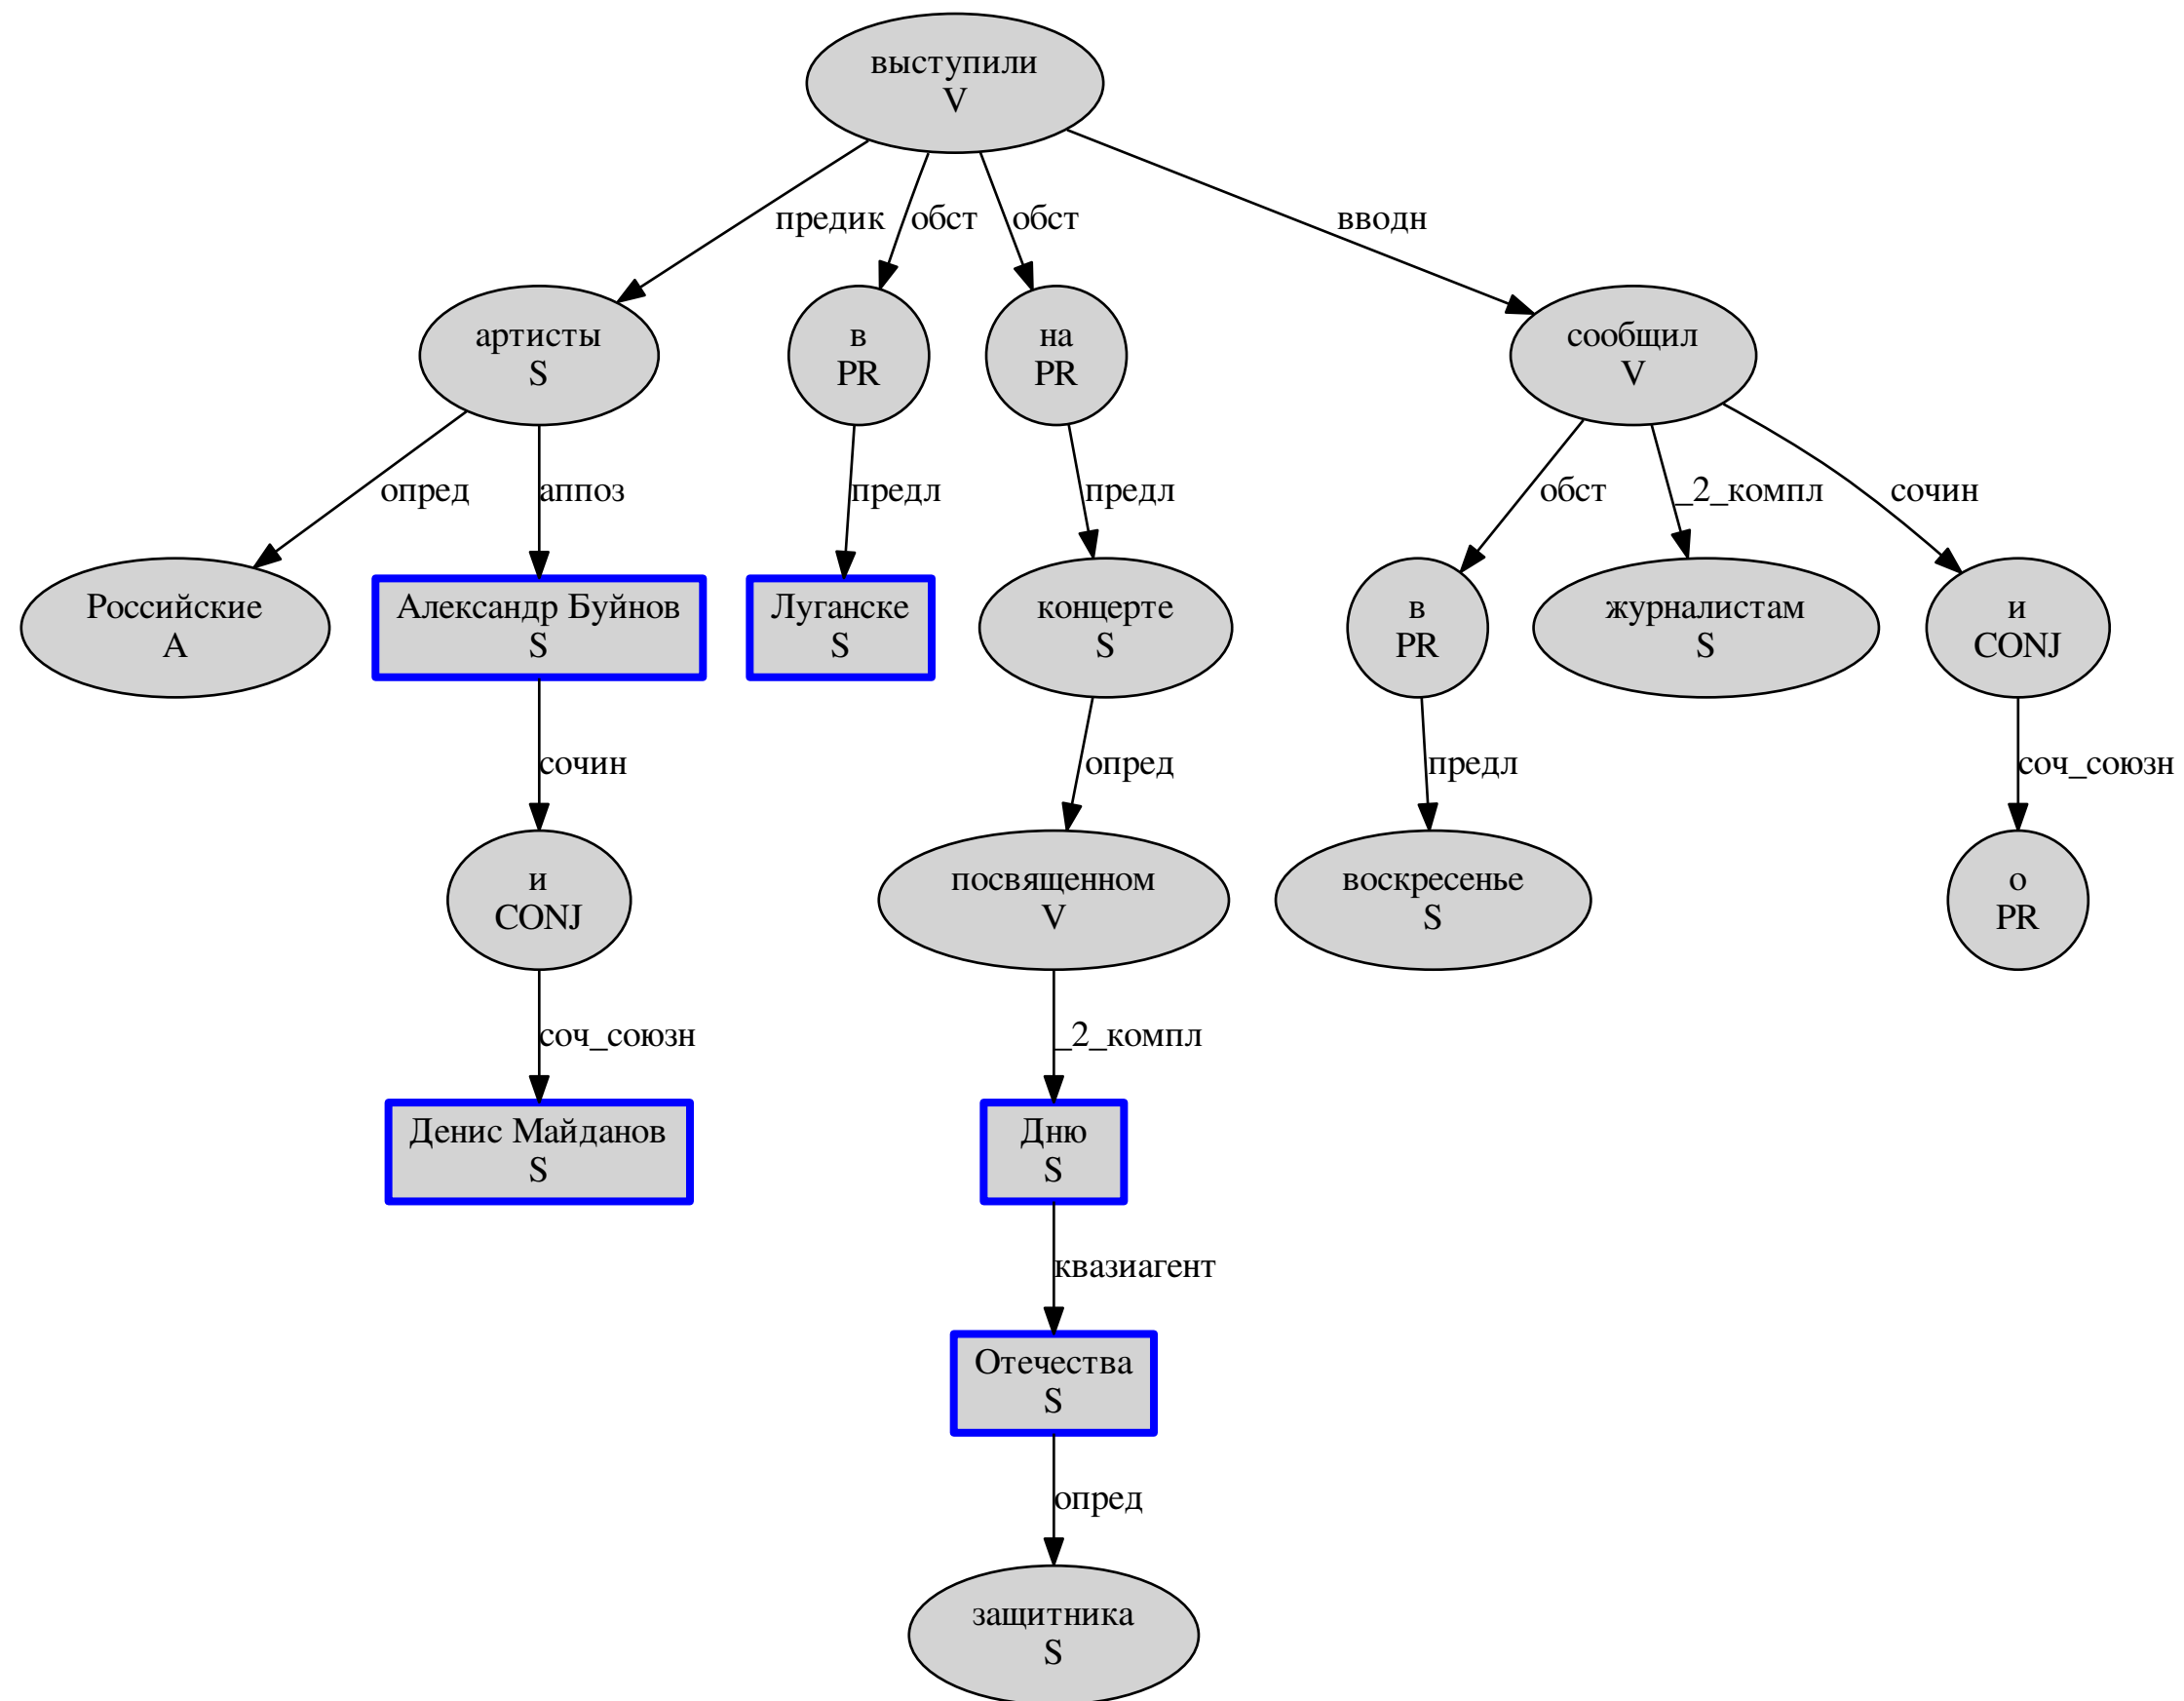 выступили
V
предик
обст
обст
вводн
артисты
S
в
PR
на
PR
сообщил
V
опред
аппоз
предл
предл
обст
_2_компл
сочин
Российские
A
Александр Буйнов
S
Луганске
S
концерте
S
в
PR
журналистам
S
и
CONJ
сочин
опред
предл
соч_союзн
и
CONJ
посвященном
V
воскресенье
S
о
PR
соч_союзн
_2_компл
Денис Майданов
S
Дню
S
квазиагент
Отечества
S
опред
защитника
S